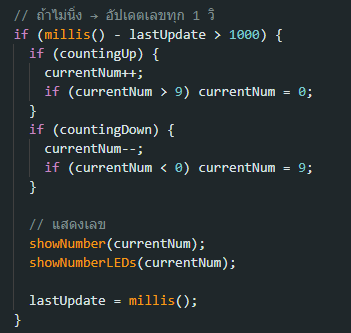 // ถ้าไม่นิ่ง → อัปเดตเลขทุก 1 วิ
if (millis() - lastUpdate > 1000) {
if (countingUp) {
currentNum++;
if (currentNum > 9) currentNum = 0;
}
if (countingDown) {
currentNum--;
if (currentNum < 0) currentNum = 9;
}
// แสดงเลข
showNumber(currentNum);
showNumberLEDs(currentNum);
lastUpdate = millis();
}